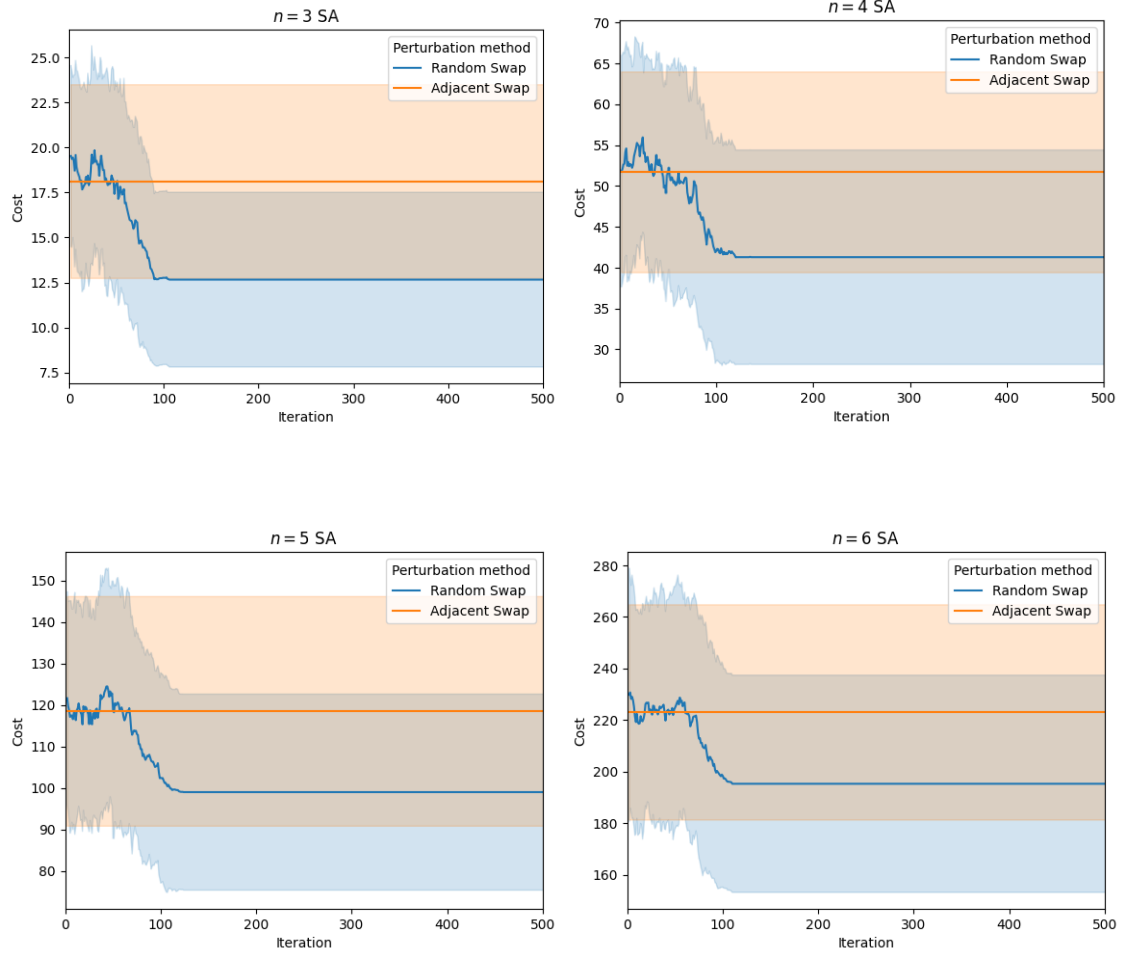 n = 3 SA
Cost
25.0
22.5
20.0
17.5
15.0
12.5
10.0
7.5
Perturbation method
Random Swap
Adjacent Swap
0 100 200 300 400 500
Iteration
n = 4 SA
Cost
70
65
60
55
50
45
40
35
30
Perturbation method
Random Swap
Adjacent Swap
0 100 200 300 400 500
Iteration
n = 5 SA
Cost
150
140
130
120
110
100
90
80
Perturbation method
Random Swap
Adjacent Swap
0 100 200 300 400 500
Iteration
n = 6 SA
Cost
280
260
240
220
200
180
160
Perturbation method
Random Swap
Adjacent Swap
0 100 200 300 400 500
Iteration